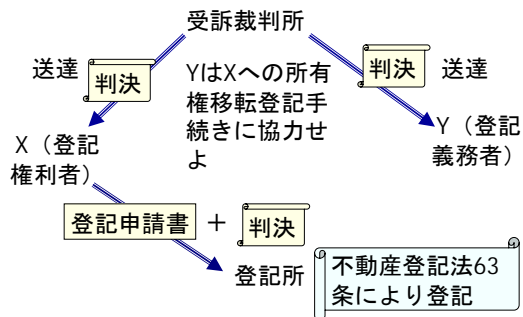 受訴裁判所
送達
判決
YはXへの所有
権移転登記手
続きに協力せ
よ
判決
送達
X（登記
権利者）
Y（登記
義務者）
登記申請書
＋
判決
登記所
不動産登記法63
条により登記